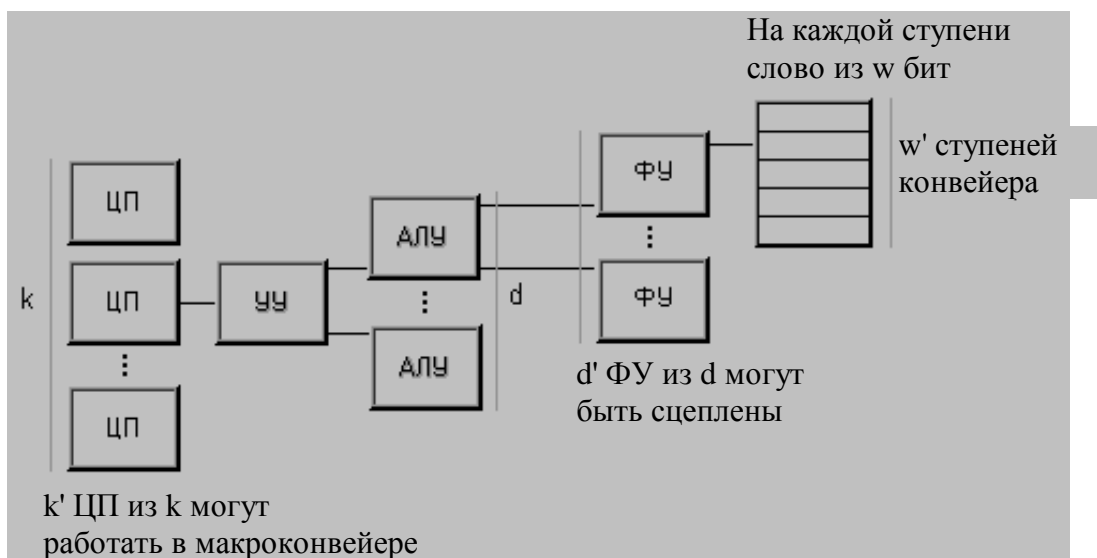 На каждой ступени
слово из w бит
w' ступеней
конвейера
ФУ
ЦП
АЛУ
k
ЦП
УУ
d
ФУ
АЛУ
d' ФУ из d могут
быть сцеплены
ЦП
k' ЦП из k могут
работать в макроконвейере